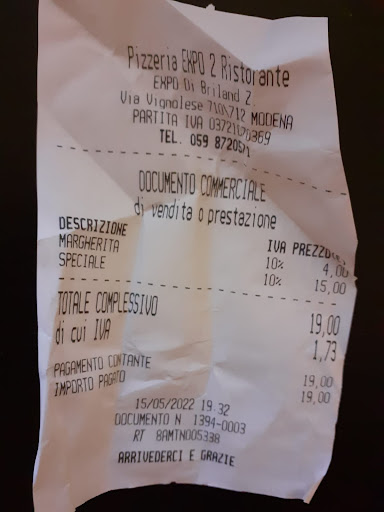 Pizzeria EXPO 2 Ristorante
EXPO Di Briland Z.
Via Vignolese 710\712 MODENA
PARTITA IVA
TEL. 059
DOCUMENTO COMMERCIALE
di vendita o prestazione
DESCRIZIONE IVA
MARGHERITA 10% 4,00
SPECIALE 10% 15,00
TOTALE COMPLESSIVO 19,00
di cui IVA 1,73
PAGAMENTO CONTANTE 19,00
IMPORTO PAGATO 19,00
15/05/2022 19:32
DOCUMENTO N 1394-0003
RT 8AMTN005338
ARRIVEDERCI E GRAZIE